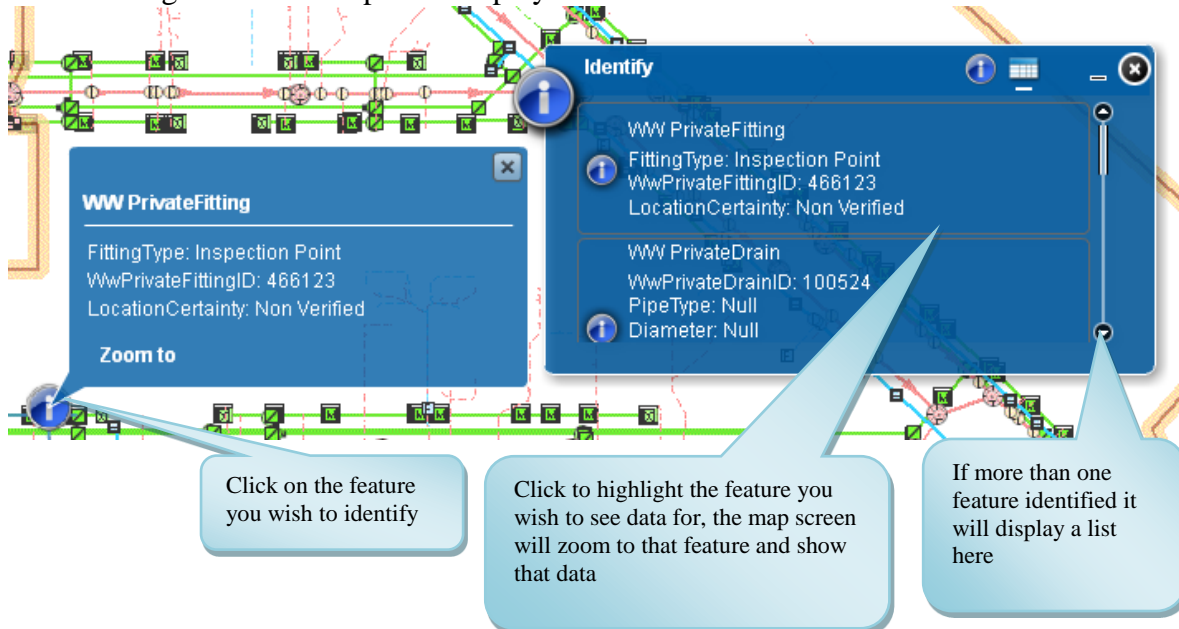 Identify
WW PrivateFitting
FittingType: Inspection Point
WwPrivateFittingID: 466123
LocationCertainty: Non Verified
WW PrivateDrain
WwPrivateDrainID: 100524
PipeType: Null
Diameter: Null
WW PrivateFitting
FittingType: Inspection Point
WwPrivateFittingID: 466123
LocationCertainty: Non Verified
Zoom to
Click on the feature
you wish to identify
Click to highlight the feature you
wish to see data for, the map screen
will zoom to that feature and show
that data
If more than one
feature identified it
will display a list
here